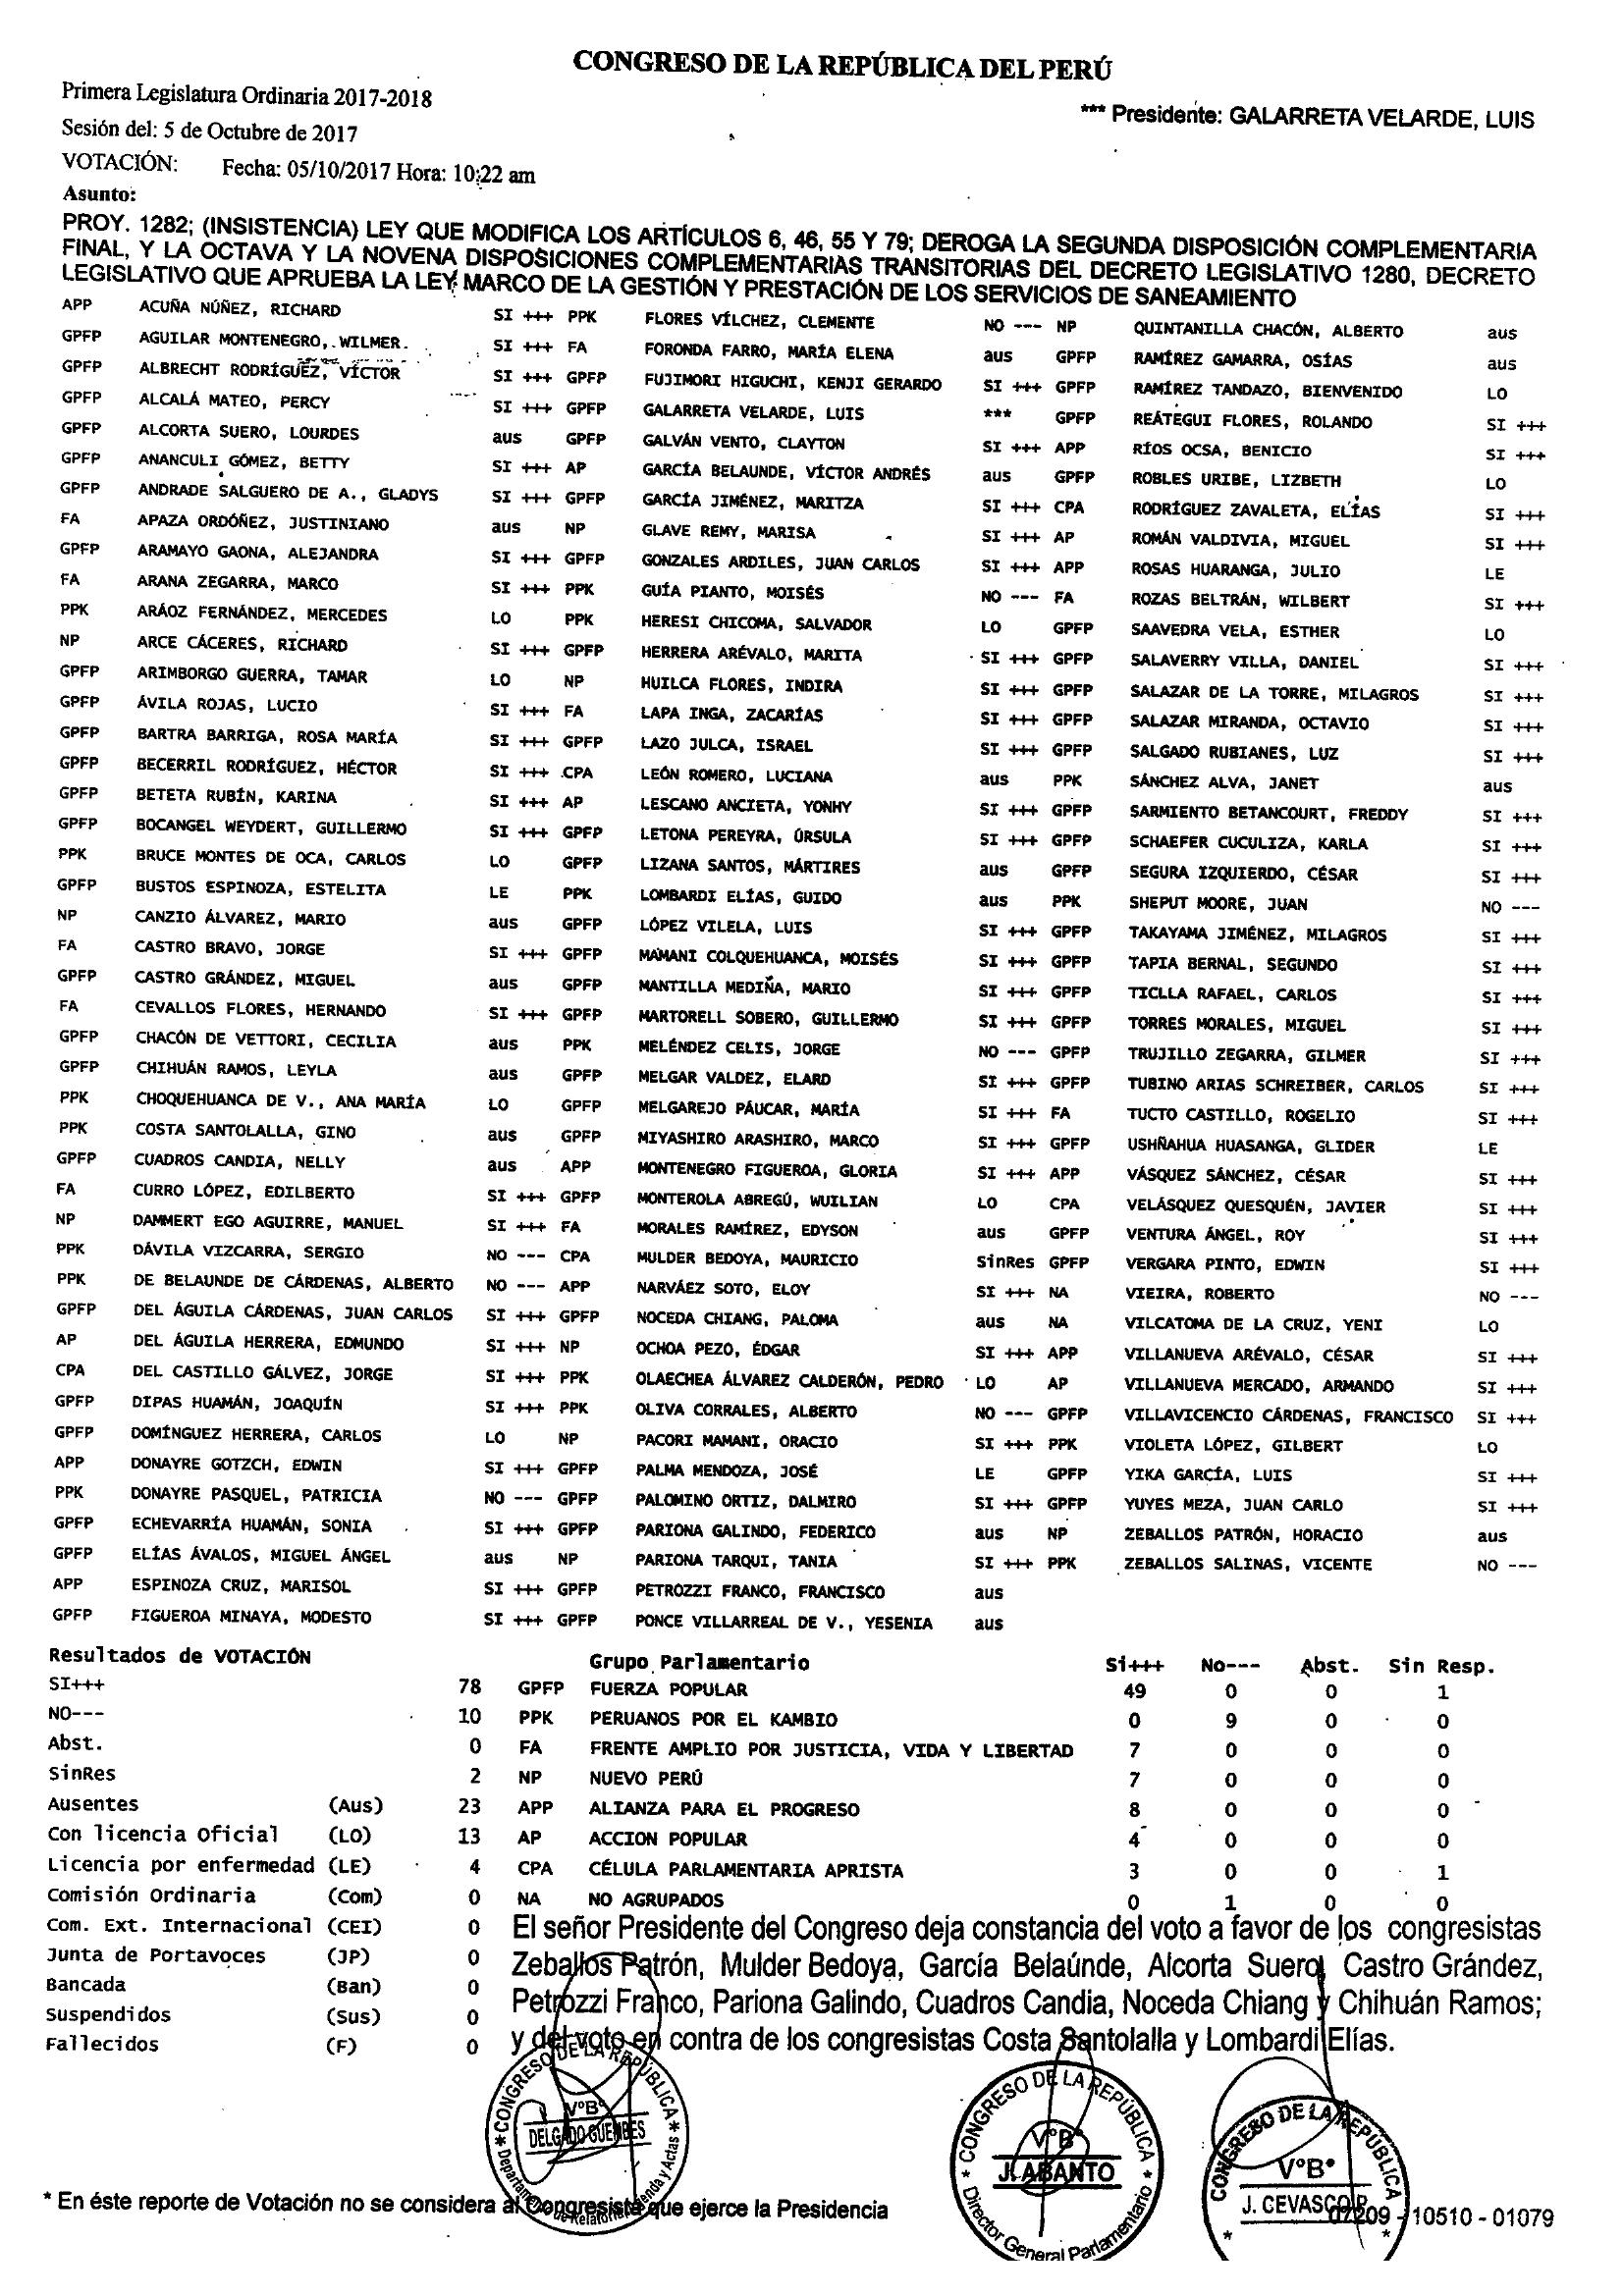 CONGRESO DE LA REPÚBLICA DEL PERÚ
Primera Legislatura Ordinaria 2017-2018
*** Presidente: GALARRETA VELARDE, LUIS
Sesión del: 5 de Octubre de 2017
VOTACIÓN: Fecha: 05/10/2017 Hora: 10:22 am
Asunto:
PROY. 1282; (INSISTENCIA) LEY QUE MODIFICA LOS ARTÍCULOS 6, 46, 55 Y 79; DEROGA LA SEGUNDA DISPOSICIÓN COMPLEMENTARIA
FINAL, Y LA OCTAVA Y LA NOVENA DISPOSICIONES COMPLEMENTARIAS TRANSITORIAS DEL DECRETO LEGISLATIVO 1280, DECRETO
LEGISLATIVO QUE APRUEBA LA LEY MARCO DE LA GESTIÓN Y PRESTACIÓN DE LOS SERVICIOS DE SANEAMIENTO
APP ACUÑA NÚÑEZ, RICHARD SI +++
GPFP AGUILAR MONTENEGRO, WILMER SI +++
GPFP ALBRECHT RODRÍGUEZ, VÍCTOR SI +++
GPFP ALCALÁ MATEO, PERCY SI +++
GPFP ALCORTA SUERO, LOURDES aus
GPFP ANANCULI GÓMEZ, BETTY SI +++
GPFP ANDRADE SALGUERO DE A., GLADYS SI +++
FA APAZA ORDÓÑEZ, JUSTINIANO aus
GPFP ARAMAYO GAONA, ALEJANDRA SI +++
FA ARANA ZEGARRA, MARCO SI +++
PPK ARÁOZ FERNÁNDEZ, MERCEDES LO
NP ARCE CÁCERES, RICHARD SI +++
GPFP ARIMBORGO GUERRA, TAMAR LO
GPFP ÁVILA ROJAS, LUCIO SI +++
GPFP BARTRA BARRIGA, ROSA MARÍA SI +++
GPFP BECERRIL RODRÍGUEZ, HÉCTOR SI +++
GPFP BETETA RUBÍN, KARINA SI +++
GPFP BOCANGEL WEYDERT, GUILLERMO SI +++
PPK BRUCE MONTES DE OCA, CARLOS LO
GPFP BUSTOS ESPINOZA, ESTELITA LE
NP CANZIO ÁLVAREZ, MARIO aus
FA CASTRO BRAVO, JORGE SI +++
GPFP CASTRO GRÁNDEZ, MIGUEL aus
FA CEVALLOS FLORES, HERNANDO SI +++
GPFP CHACÓN DE VETTORI, CECILIA aus
GPFP CHIHUÁN RAMOS, LEYLA aus
PPK CHOQUEHUANCA DE V., ANA MARÍA LO
PPK COSTA SANTOLALLA, GINO aus
GPFP CUADROS CANDIA, NELLY aus
FA CURRO LÓPEZ, EDILBERTO SI +++
NP DAMMERT EGO AGUIRRE, MANUEL SI +++
PPK DÁVILA VIZCARRA, SERGIO NO ---
PPK DE BELAUNDE DE CÁRDENAS, ALBERTO NO ---
GPFP DEL ÁGUILA CÁRDENAS, JUAN CARLOS SI +++
AP DEL ÁGUILA HERRERA, EDMUNDO SI +++
CPA DEL CASTILLO GÁLVEZ, JORGE SI +++
GPFP DIPAS HUAMÁN, JOAQUÍN SI +++
GPFP DOMÍNGUEZ HERRERA, CARLOS LO
APP DONAYRE GOTZCH, EDWIN SI +++
PPK DONAYRE PASQUEL, PATRICIA NO ---
GPFP ECHEVARRÍA HUAMÁN, SONIA SI +++
GPFP ELÍAS ÁVALOS, MIGUEL ÁNGEL aus
APP ESPINOZA CRUZ, MARISOL SI +++
GPFP FIGUEROA MINAYA, MODESTO SI +++
PPK FLORES VÍLCHEZ, CLEMENTE NO ---
FA FORONDA FARRO, MARÍA ELENA aus
GPFP FUJIMORI HIGUCHI, KENJI GERARDO SI +++
GPFP GALARRETA VELARDE, LUIS ***
GPFP GALVÁN VENTO, CLAYTON SI +++
AP GARCÍA BELAUNDE, VÍCTOR ANDRÉS aus
GPFP GARCÍA JIMÉNEZ, MARITZA SI +++
NP GLAVE REMY, MARISA SI +++
GPFP GONZALES ARDILES, JUAN CARLOS SI +++
PPK GUÍA PIANTO, MOISÉS NO ---
PPK HERESI CHICOMA, SALVADOR LO
GPFP HERRERA ARÉVALO, MARITA SI +++
NP HUILCA FLORES, INDIRA SI +++
FA LAPA INGA, ZACARÍAS SI +++
GPFP LAZO JULCA, ISRAEL SI +++
CPA LEÓN ROMERO, LUCIANA aus
AP LESCANO ANCIETA, YONHY SI +++
GPFP LETONA PEREYRA, ÚRSULA SI +++
GPFP LIZANA SANTOS, MÁRTIRES aus
PPK LOMBARDI ELÍAS, GUIDO aus
GPFP LÓPEZ VILELA, LUIS SI +++
GPFP MAMANI COLQUEHUANCA, MOISÉS SI +++
GPFP MANTILLA MEDINA, MARIO SI +++
GPFP MARTORELL SOBERO, GUILLERMO SI +++
PPK MELÉNDEZ CELIS, JORGE NO ---
GPFP MELGAR VALDEZ, ELARD SI +++
GPFP MELGAREJO PÁUCAR, MARÍA SI +++
GPFP MIYASHIRO ARASHIRO, MARCO SI +++
APP MONTENEGRO FIGUEROA, GLORIA SI +++
GPFP MONTEROLA ABREGÚ, WUILIAN LO
FA MORALES RAMÍREZ, EDYSON aus
CPA MULDER BEDOYA, MAURICIO SinRes
APP NARVÁEZ SOTO, ELOY SI +++
GPFP NOCEDA CHIANG, PALOMA aus
NP OCHOA PEZO, ÉDGAR SI +++
PPK OLAECHEA ÁLVAREZ CALDERÓN, PEDRO LO
PPK OLIVA CORRALES, ALBERTO NO ---
NP PACORI MAMANI, ORACIO SI +++
GPFP PALMA MENDOZA, JOSÉ LE
GPFP PALOMINO ORTIZ, DALMIRO SI +++
GPFP PARIONA GALINDO, FEDERICO aus
NP PARIONA TARQUI, TANIA SI +++
GPFP PETROZZI FRANCO, FRANCISCO aus
GPFP PONCE VILLARREAL DE V., YESENIA aus
NP QUINTANILLA CHACÓN, ALBERTO aus
GPFP RAMÍREZ GAMARRA, OSÍAS aus
GPFP RAMÍREZ TANDAZO, BIENVENIDO LO
GPFP REÁTEGUI FLORES, ROLANDO SI +++
APP RÍOS OCSA, BENICIO SI +++
GPFP ROBLES URIBE, LIZBETH LO
CPA RODRÍGUEZ ZAVALETA, ELÍAS SI +++
AP ROMÁN VALDIVIA, MIGUEL SI +++
APP ROSAS HUARANGA, JULIO LE
FA ROZAS BELTRÁN, WILBERT SI +++
GPFP SAAVEDRA VELA, ESTHER LO
GPFP SALAVERRY VILLA, DANIEL SI +++
GPFP SALAZAR DE LA TORRE, MILAGROS SI +++
GPFP SALAZAR MIRANDA, OCTAVIO SI +++
GPFP SALGADO RUBIANES, LUZ SI +++
PPK SÁNCHEZ ALVA, JANET aus
GPFP SARMIENTO BETANCOURT, FREDDY SI +++
GPFP SCHAEFER CUCULIZA, KARLA SI +++
GPFP SEGURA IZQUIERDO, CÉSAR SI +++
PPK SHEPUT MOORE, JUAN NO ---
GPFP TAKAYAMA JIMÉNEZ, MILAGROS SI +++
GPFP TAPIA BERNAL, SEGUNDO SI +++
GPFP TICLLA RAFAEL, CARLOS SI +++
GPFP TORRES MORALES, MIGUEL SI +++
GPFP TRUJILLO ZEGARRA, GILMER SI +++
GPFP TUBINO ARIAS SCHREIBER, CARLOS SI +++
FA TUCTO CASTILLO, ROGELIO SI +++
GPFP USHÑAHUA HUASANGA, GLIDER LE
APP VÁSQUEZ SÁNCHEZ, CÉSAR SI +++
CPA VELÁSQUEZ QUESQUÉN, JAVIER SI +++
GPFP VENTURA ÁNGEL, ROY SI +++
GPFP VERGARA PINTO, EDWIN SI +++
NA VIEIRA, ROBERTO NO ---
NA VILCATOMA DE LA CRUZ, YENI LO
APP VILLANUEVA ARÉVALO, CÉSAR SI +++
AP VILLANUEVA MERCADO, ARMANDO SI +++
GPFP VILLAVICENCIO CÁRDENAS, FRANCISCO SI +++
PPK VIOLETA LÓPEZ, GILBERT LO
GPFP YIKA GARCÍA, LUIS SI +++
GPFP YUYES MEZA, JUAN CARLO SI +++
NP ZEBALLOS PATRÓN, HORACIO aus
PPK ZEBALLOS SALINAS, VICENTE NO ---
Resultados de VOTACIÓN
SI+++ 78
NO--- 10
Abst. 0
SinRes 2
Ausentes (Aus) 23
Con licencia Oficial (LO) 13
Licencia por enfermedad (LE) 4
Comisión Ordinaria (Com) 0
Com. Ext. Internacional (CEI) 0
Junta de Portavoces (JP) 0
Bancada (Ban) 0
Suspendidos (Sus) 0
Fallecidos (F) 0
Grupo Parlamentario Si+++ No--- Abst. Sin Resp.
GPFP FUERZA POPULAR 49 0 0 1
PPK PERUANOS POR EL KAMBIO 0 9 0 0
FA FRENTE AMPLIO POR JUSTICIA, VIDA Y LIBERTAD 7 0 0 0
NP NUEVO PERÚ 7 0 0 0
APP ALIANZA PARA EL PROGRESO 8 0 0 0
AP ACCION POPULAR 4 0 0 0
CPA CÉLULA PARLAMENTARIA APRISTA 3 0 0 1
NA NO AGRUPADOS 0 1 0 0
El señor Presidente del Congreso deja constancia del voto a favor de los congresistas
Zeballos Patrón, Mulder Bedoya, García Belaúnde, Alcorta Suero, Castro Grández,
Petrozzi Franco, Pariona Galindo, Cuadros Candia, Noceda Chiang y Chihuán Ramos;
y del voto en contra de los congresistas Costa Santolalla y Lombardi Elías.
CONGRESO DE LA REPÚBLICA
V°B°
DELGADO GUEMBES
CONGRESO DE LA REPÚBLICA
V°B°
J. ABANTO
Director General Parlamentario
CONGRESO DE LA REPÚBLICA
V°B°
J. CEVASCO P.
* En éste reporte de Votación no se considera al Congresista que ejerce la Presidencia
07209 - 10510 - 01079